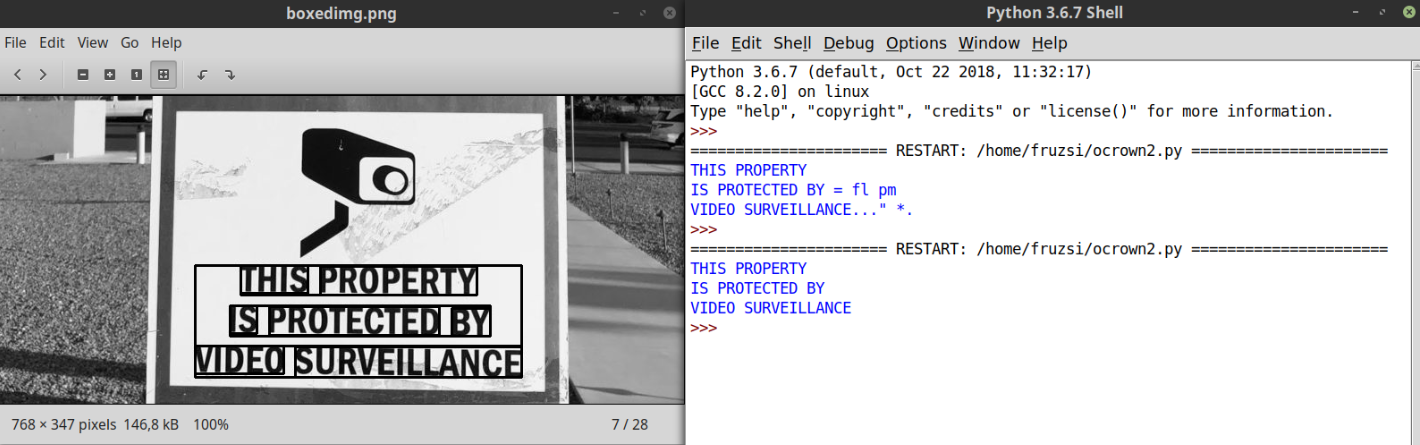 boxedimg.png
File Edit View Go Help
THIS PROPERTY
IS PROTECTED BY
VIDEO SURVEILLANCE
768 × 347 pixels 146,8 kB 100%
7 / 28
Python 3.6.7 Shell
File Edit Shell Debug Options Window Help
Python 3.6.7 (default, Oct 22 2018, 11:32:17)
[GCC 8.2.0] on linux
Type "help", "copyright", "credits" or "license()" for more information.
>>>
====================== RESTART: /home/fruzsi/ocrown2.py ======================
THIS PROPERTY
IS PROTECTED BY = fl pm
VIDEO SURVEILLANCE..." *.
>>>
====================== RESTART: /home/fruzsi/ocrown2.py ======================
THIS PROPERTY
IS PROTECTED BY
VIDEO SURVEILLANCE
>>>